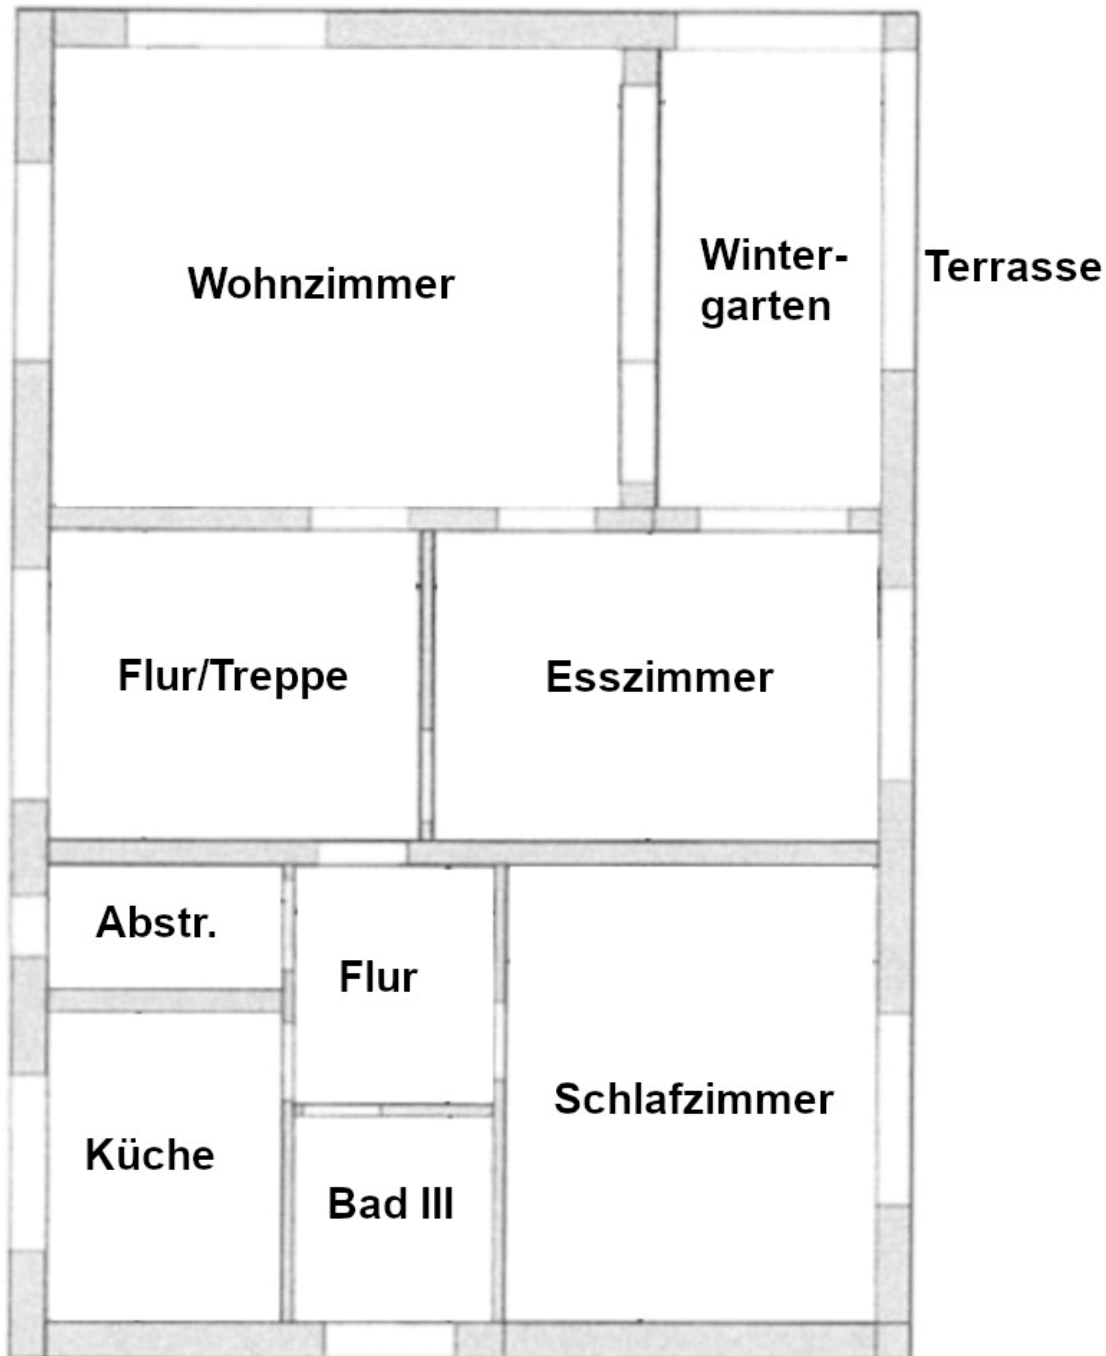 Wohnzimmer
Winter-
garten
Terrasse
Flur/Treppe
Esszimmer
Abstr.
Flur
Küche
Bad III
Schlafzimmer